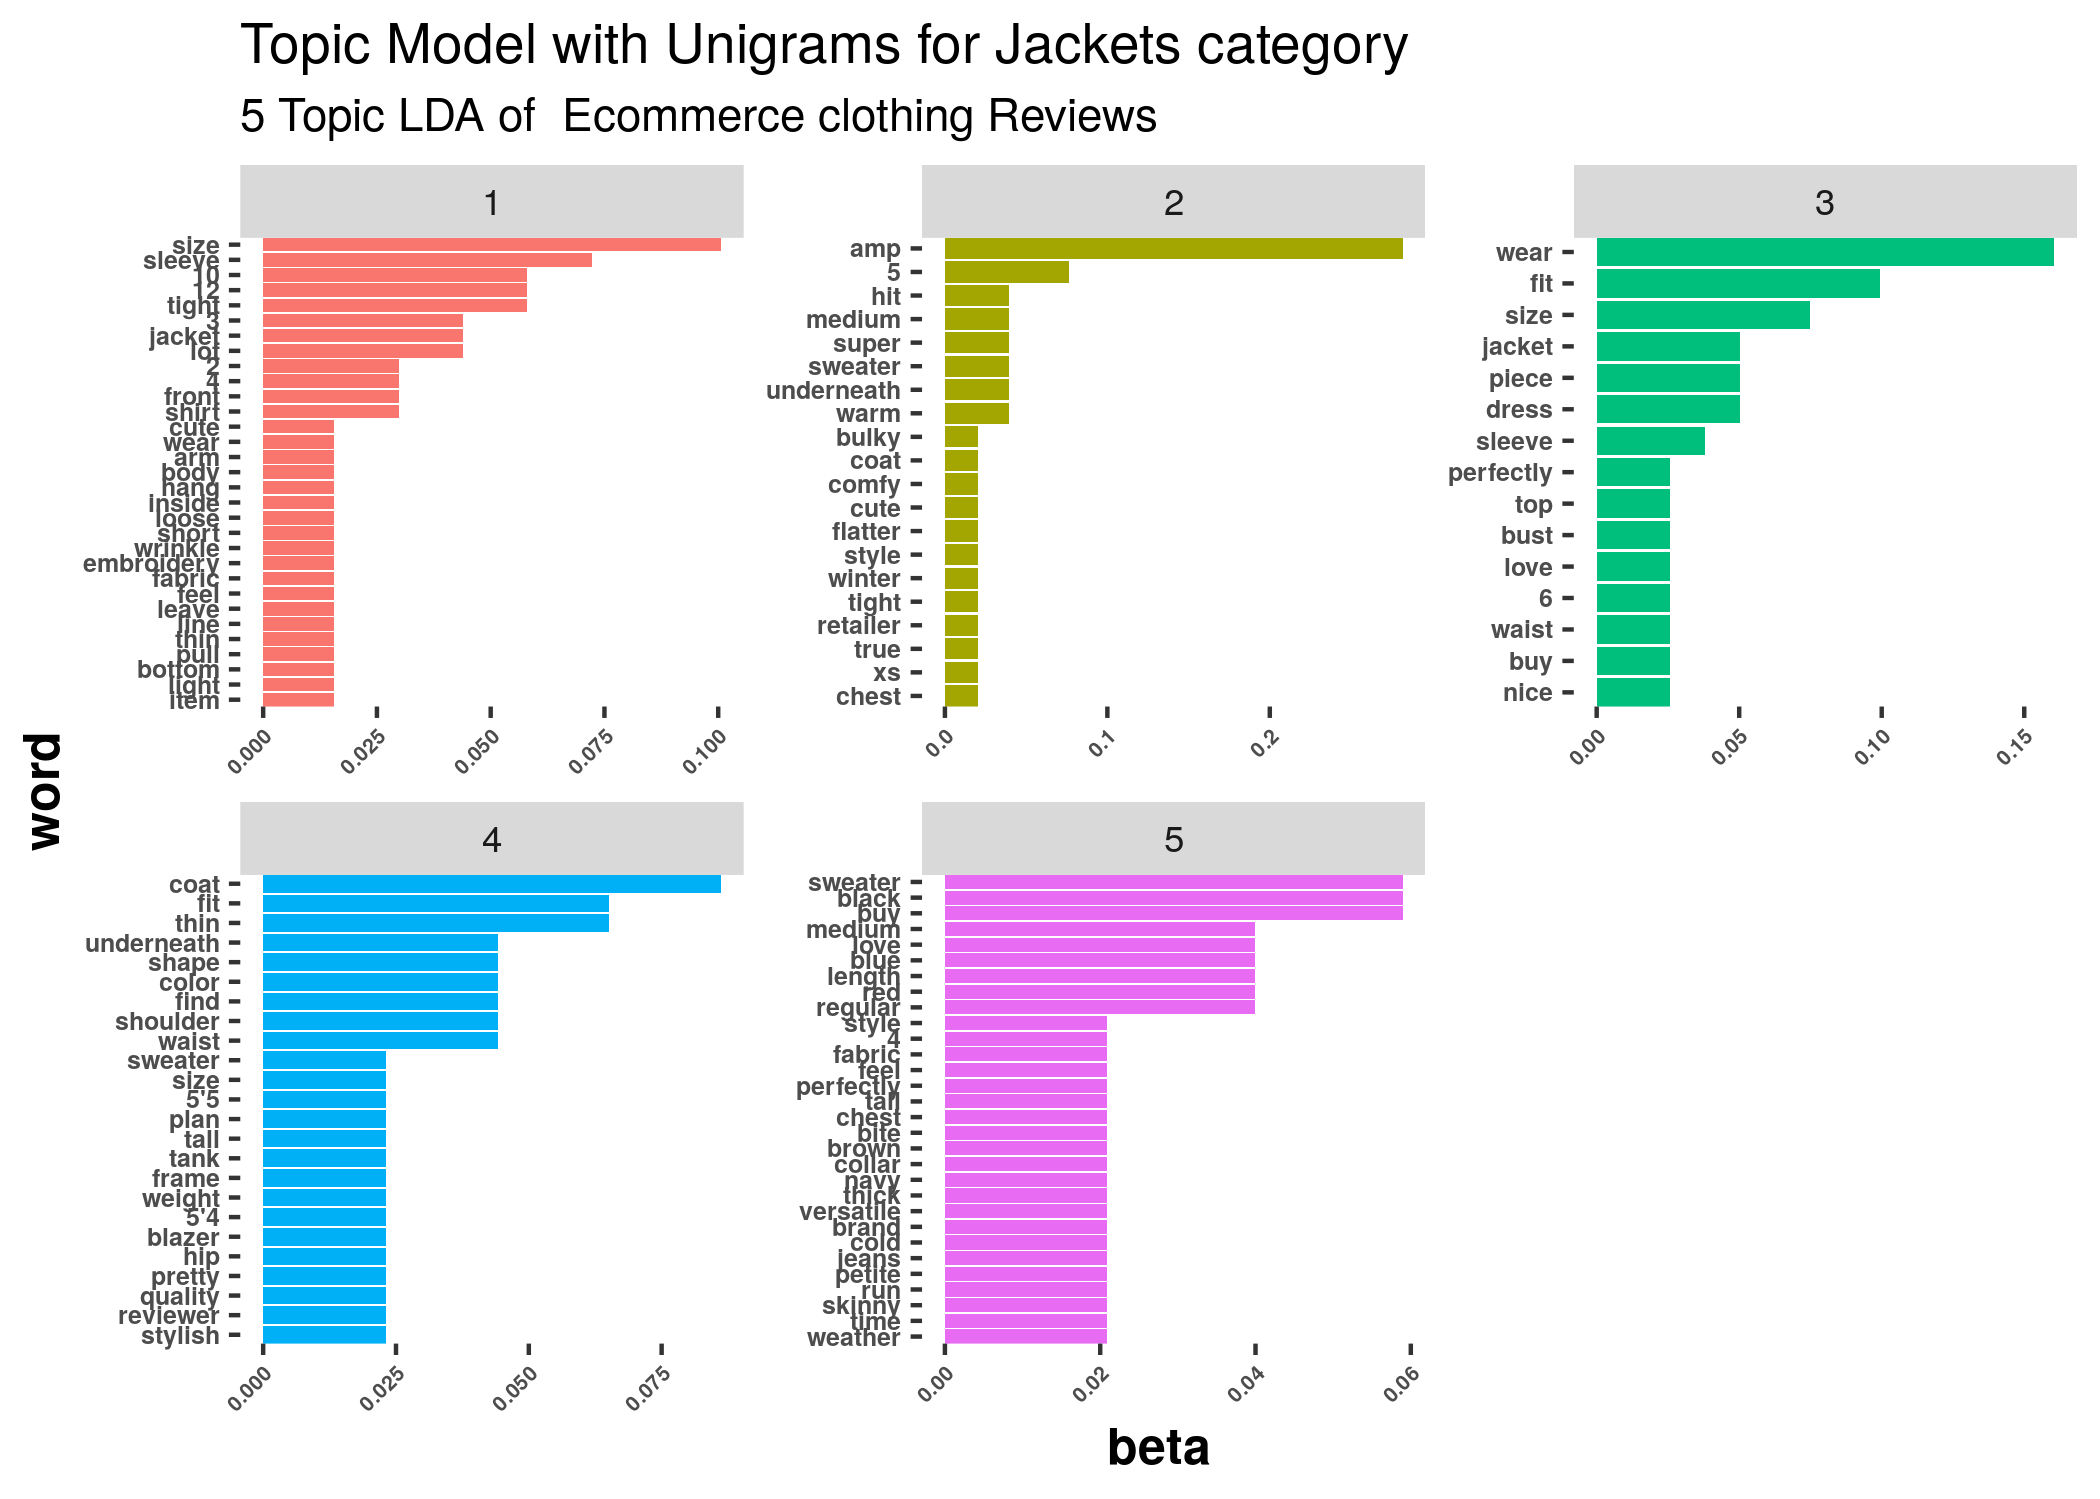 Topic Model with Unigrams for Jackets category
5 Topic LDA of  Ecommerce clothing Reviews
1
size
sleeve
10
12
tight
3
jacket
lot
2
4
front
shirt
cute
wear
arm
body
hang
inside
loose
short
wrinkle
embroidery
fabric
feel
leave
line
thin
pull
bottom
light
item
0.000
0.025
0.050
0.075
0.100
2
amp
5
hit
medium
super
sweater
underneath
warm
bulky
coat
comfy
cute
flatter
style
winter
tight
retailer
true
xs
chest
0.0
0.1
0.2
3
wear
fit
size
jacket
piece
dress
sleeve
perfectly
top
bust
love
6
waist
buy
nice
0.00
0.05
0.10
0.15
word
4
coat
fit
thin
underneath
shape
color
find
shoulder
waist
sweater
size
5'5
plan
tall
tank
frame
weight
5'4
blazer
hip
pretty
quality
reviewer
stylish
0.000
0.025
0.050
0.075
5
sweater
black
buy
medium
love
blue
length
red
regular
style
4
fabric
feel
perfectly
tall
chest
bite
brown
collar
navy
thick
versatile
brand
cold
jeans
petite
run
skinny
time
weather
0.00
0.02
0.04
0.06
beta